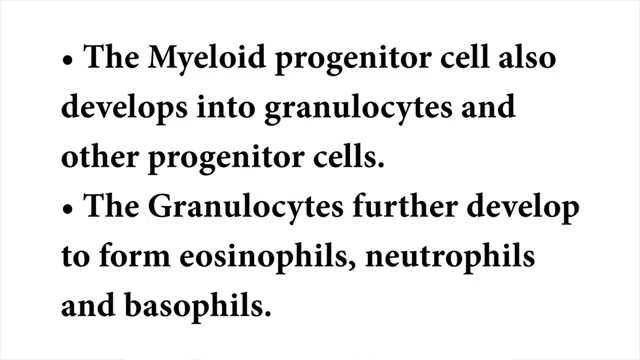 • The Myeloid progenitor cell also
develops into granulocytes and
other progenitor cells.
• The Granulocytes further develop
to form eosinophils, neutrophils
and basophils.